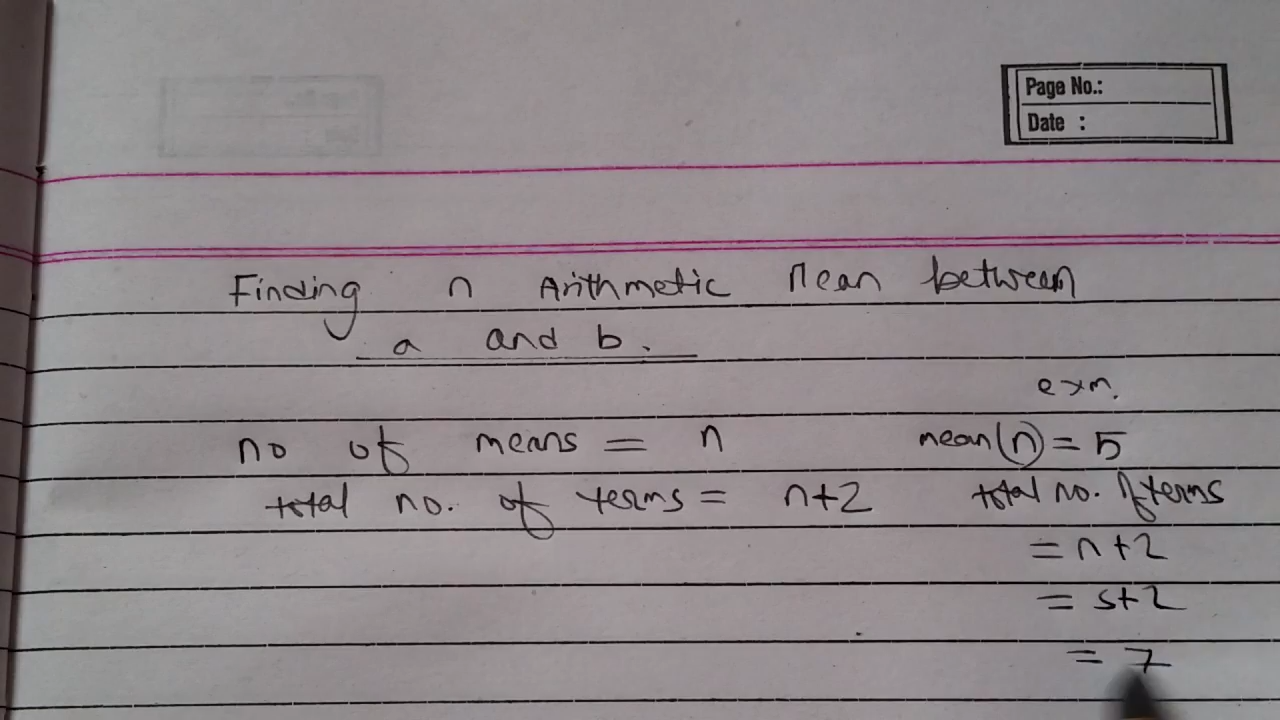 Page No.:
Date :
Finding n Arithmetic Mean between
a and b.
exm.
no of means = n
mean(n) = 5
total no. of terms = n+2
total no. of terms
= n+2
= 5+2
= 7